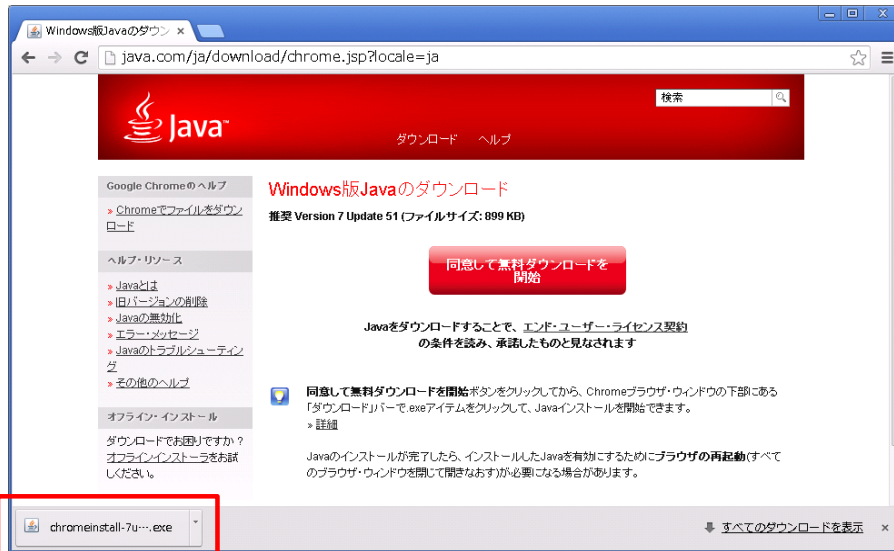 Windows版Javaのダウン
java.com/ja/download/chrome.jsp?locale=ja
Java™
検索
ダウンロード ヘルプ
Google Chromeのヘルプ
» Chromeでファイルをダウン
ロード
ヘルプ・リソース
» Javaとは
» 旧バージョンの削除
» Javaの無効化
» エラー・メッセージ
» Javaのトラブルシューティン
グ
» その他のヘルプ
オフライン・インストール
ダウンロードでお困りですか?
オフラインインストーラをお試
しください。
Windows版Javaのダウンロード
推奨 Version 7 Update 51 (ファイルサイズ: 899 KB)
同意して無料ダウンロードを
開始
Javaをダウンロードすることで、エンド・ユーザー・ライセンス契約
の条件を読み、承諾したものと見なされます
同意して無料ダウンロードを開始ボタンをクリックしてから、Chromeブラウザ・ウィンドウの下部にある
「ダウンロード」バーで.exeアイテムをクリックして、Javaインストールを開始できます。
» 詳細
Javaのインストールが完了したら、インストールしたJavaを有効にするためにブラウザの再起動(すべて
のブラウザ・ウィンドウを閉じて開きなおす)が必要になる場合があります。
chromeinstall-7u….exe
すべてのダウンロードを表示